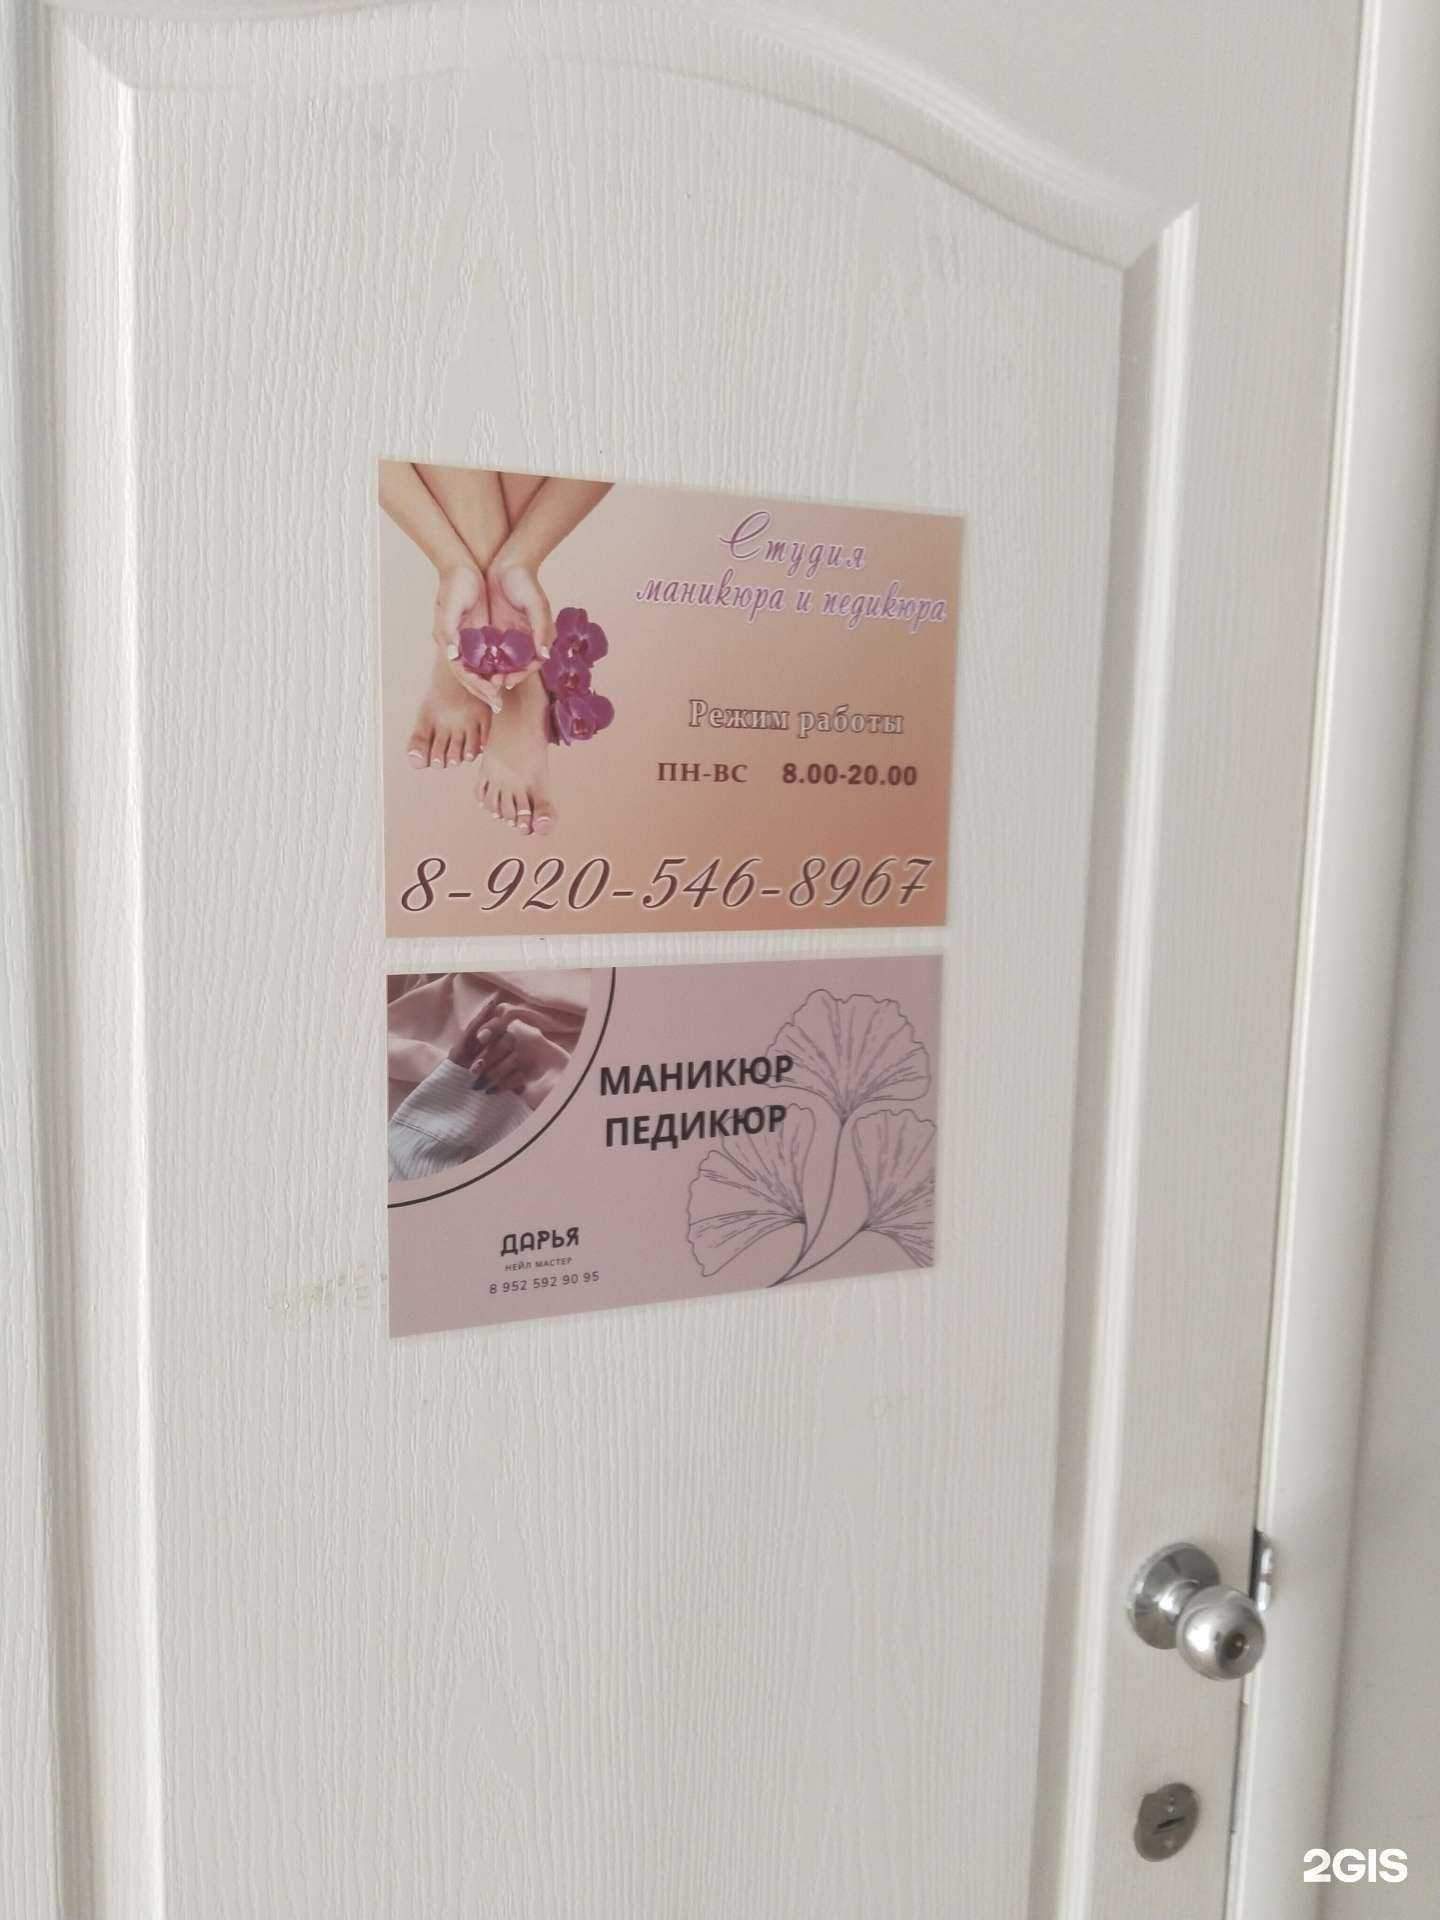 Студия
маникюра и педикюра
Режим работы
ПН-ВС 8.00-20.00
8-920-546-8967
МАНИКЮР
ПЕДИКЮР
ДАРЬЯ
НЕЙЛ МАСТЕР
8 952 592 90 95
2GIS